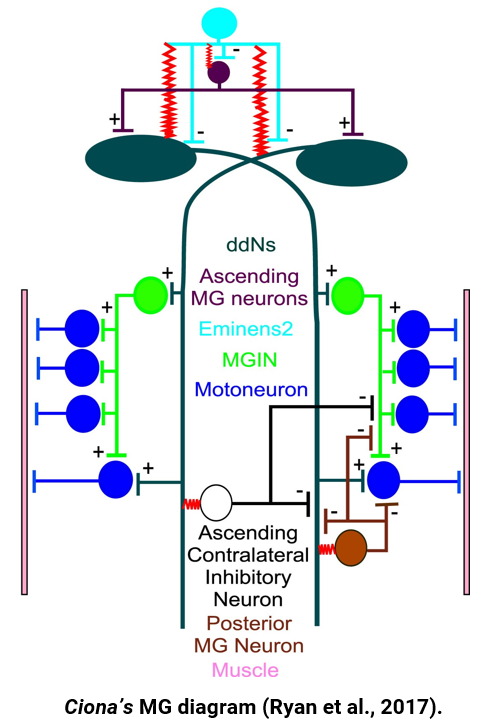 -
+
+
-
-
ddNs
Ascending
MG neurons
Eminens2
MGIN
Motoneuron
+
+
+
+
-
-
+
+
+
+
-
-
-
Ascending
Contralateral
Inhibitory
Neuron
Posterior
MG Neuron
Muscle
Ciona’s MG diagram (Ryan et al., 2017).